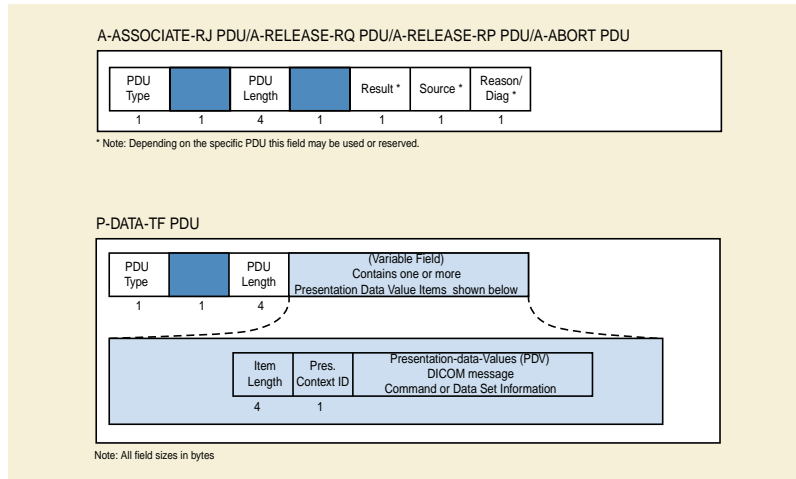 A-ASSOCIATE-RJ PDU/A-RELEASE-RQ PDU/A-RELEASE-RP PDU/A-ABORT PDU
PDU Type
PDU Length
Result *
Source *
Reason/ Diag *
1 1 4 1 1 1 1
* Note: Depending on the specific PDU this field may be used or reserved.
P-DATA-TF PDU
PDU Type
PDU Length
(Variable Field)
Contains one or more
Presentation Data Value Items shown below
1 1 4
Item Length
Pres. Context ID
Presentation-data-Values (PDV)
DICOM message
Command or Data Set Information
4 1
Note: All field sizes in bytes